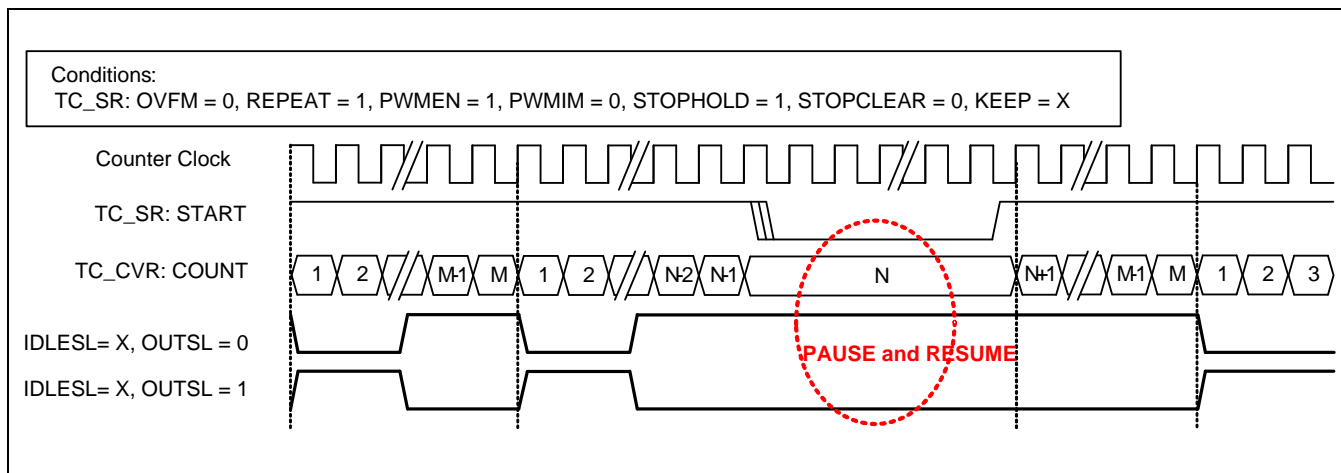 Conditions:
TC_SR: OVFM = 0, REPEAT = 1, PWMEN = 1, PWMIM = 0, STOPHOLD = 1, STOPCLEAR = 0, KEEP = X
Counter Clock
TC_SR: START
TC_CVR: COUNT 1 2 M-1 M 1 2 N-2 N-1 N N+1 M-1 M 1 2 3
IDLESL= X, OUTSL = 0
PAUSE and RESUME
IDLESL= X, OUTSL = 1